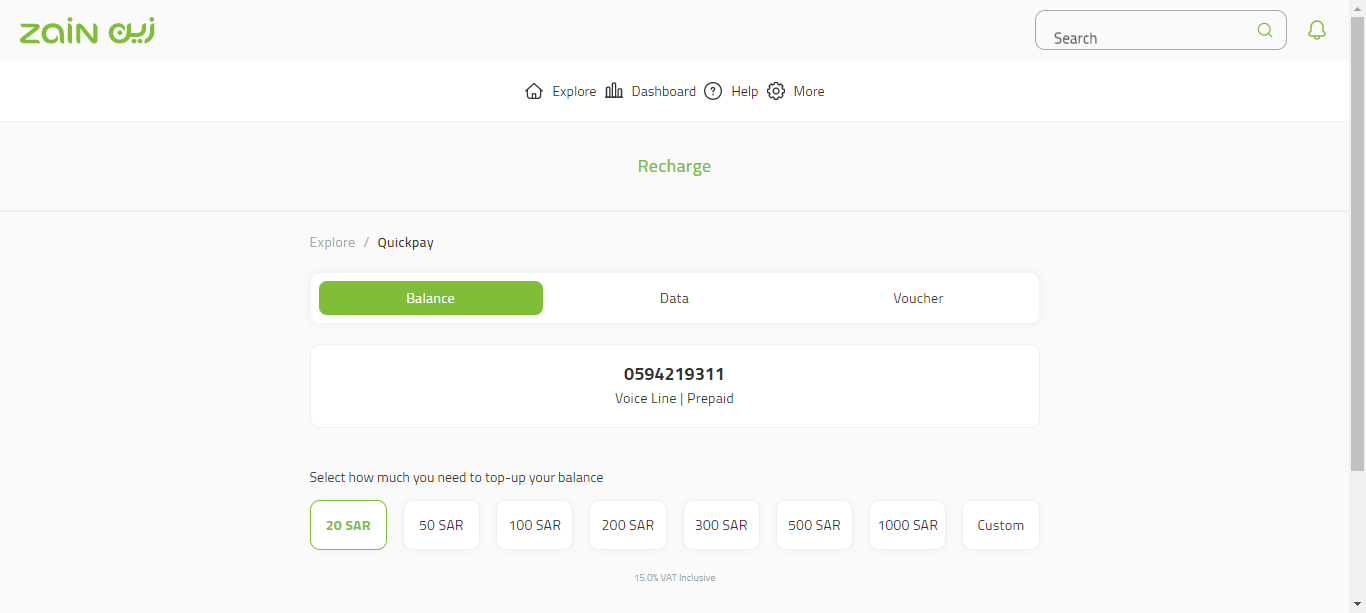 zain زين
Search
Explore Dashboard Help More
Recharge
Explore / Quickpay
Balance Data Voucher
0594219311
Voice Line | Prepaid
Select how much you need to top-up your balance
20 SAR 50 SAR 100 SAR 200 SAR 300 SAR 500 SAR 1000 SAR Custom
15.0% VAT Inclusive